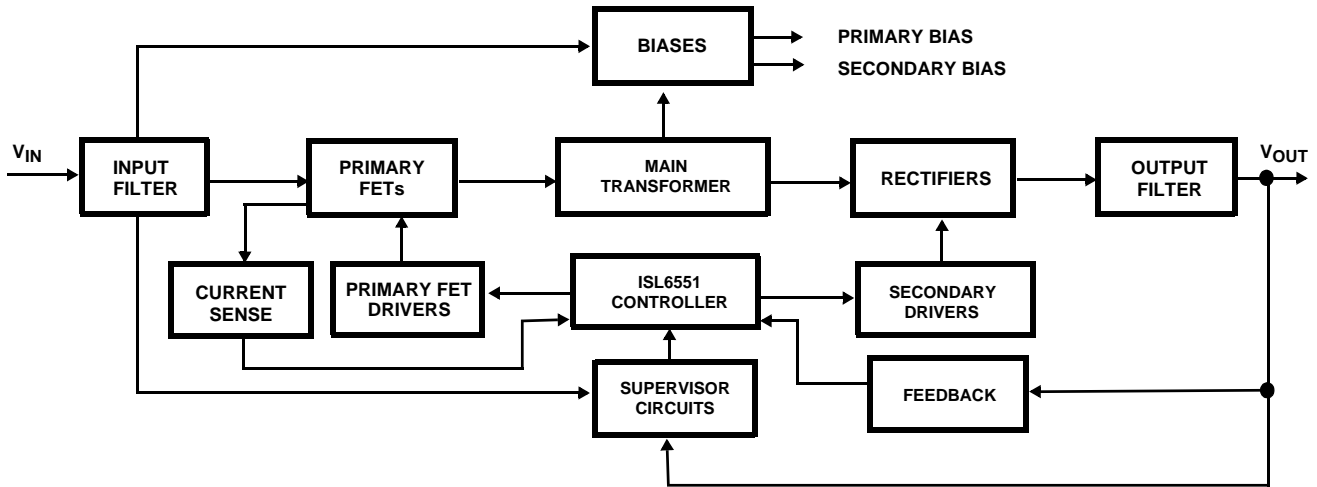 BIASES
PRIMARY BIAS
SECONDARY BIAS
VIN
INPUT
FILTER
PRIMARY
FETs
MAIN
TRANSFORMER
RECTIFIERS
OUTPUT
FILTER
VOUT
CURRENT
SENSE
PRIMARY FET
DRIVERS
ISL6551
CONTROLLER
SECONDARY
DRIVERS
SUPERVISOR
CIRCUITS
FEEDBACK